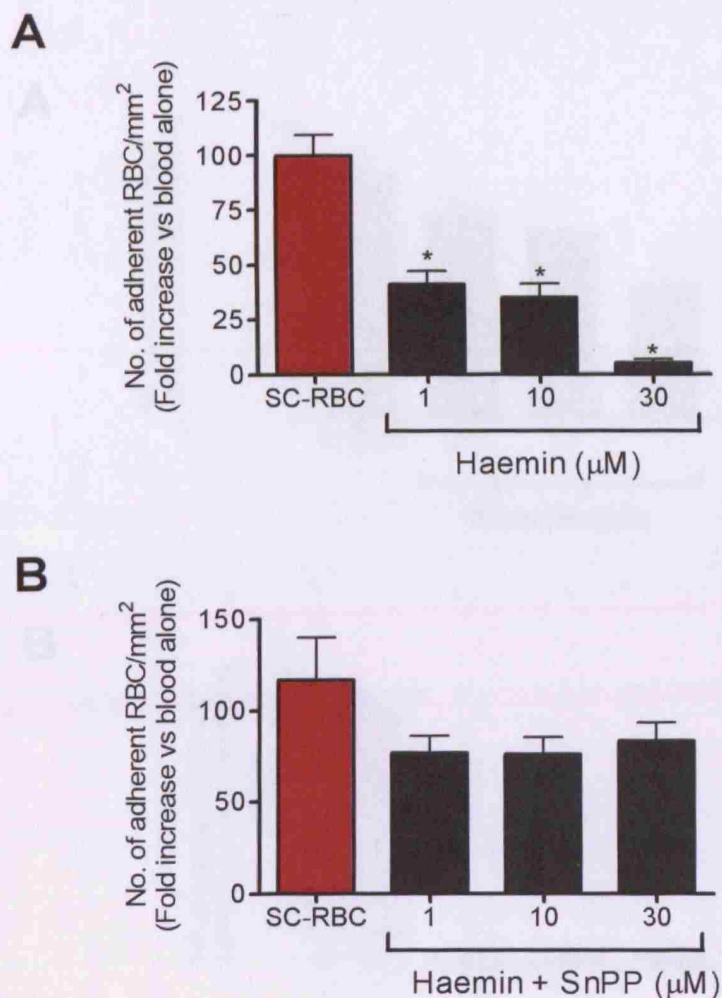 A
No. of adherent RBC/mm²
(Fold increase vs blood alone)
125
100
75
50
25
0
*
*
*
SC-RBC 1 10 30
Haemin (μM)
B
No. of adherent RBC/mm²
(Fold increase vs blood alone)
150
100
50
0
SC-RBC 1 10 30
Haemin + SnPP (μM)